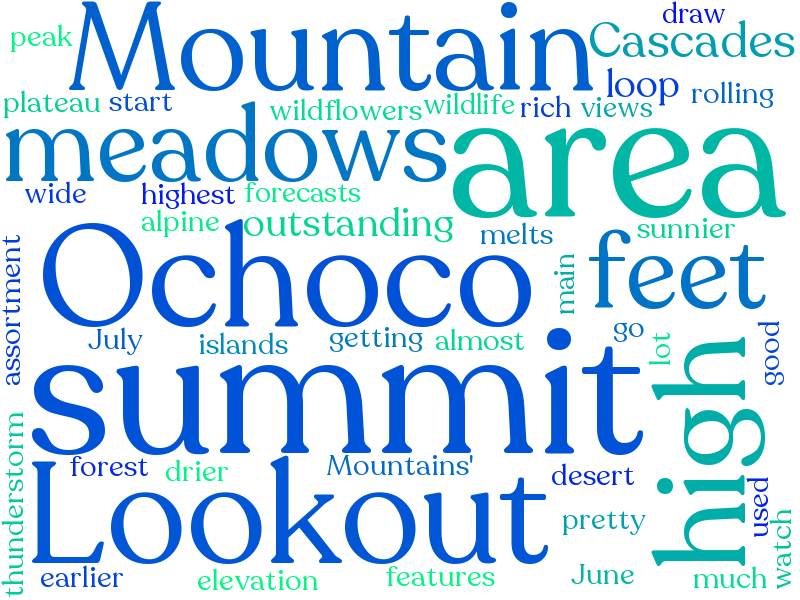 draw
peak Mountain Cascades
loop rolling
plateau start wildflowers wildlife rich views
meadows area
wide highest forecasts
alpine outstanding melts sunnier
assortment Ochoco main feet
July islands getting almost go lot good
summit high
thunderstorm forest drier Mountains' desert used
Lookout pretty watch
earlier elevation features June much